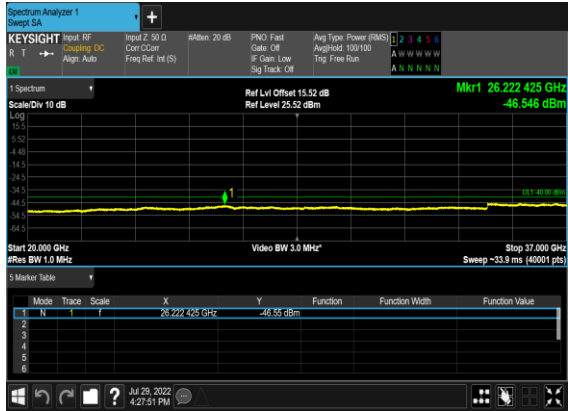 Spectrum Analyzer 1
Swept SA
+
KEYSIGHT
R T
LXI
Input: RF
Coupling: DC
Align: Auto
Input Z: 50 Ω
Corr CCorr
Freq Ref: Int (S)
#Atten: 20 dB
PNO: Fast
Gate: Off
IF Gain: Low
Sig Track: Off
Avg Type: Power (RMS)
Avg|Hold: 100/100
Trig: Free Run
1 2 3 4 5 6
A W W W W W
A N N N N N
1 Spectrum
Scale/Div 10 dB
Ref Lvl Offset 15.52 dB
Ref Level 25.52 dBm
Mkr1 26.222 425 GHz
-46.546 dBm
Log
15.5
5.52
-4.48
-14.5
-24.5
-34.5
-44.5
-54.5
-64.5
1
DL1 -40.00 dBm
Start 20.000 GHz
#Res BW 1.0 MHz
Video BW 3.0 MHz*
Stop 37.000 GHz
Sweep ~33.9 ms (40001 pts)
5 Marker Table
Mode Trace Scale X Y Function Function Width Function Value
1 N 1 f 26.222 425 GHz -46.55 dBm
2
3
4
5
6
?
Jul 29, 2022
4:27:51 PM